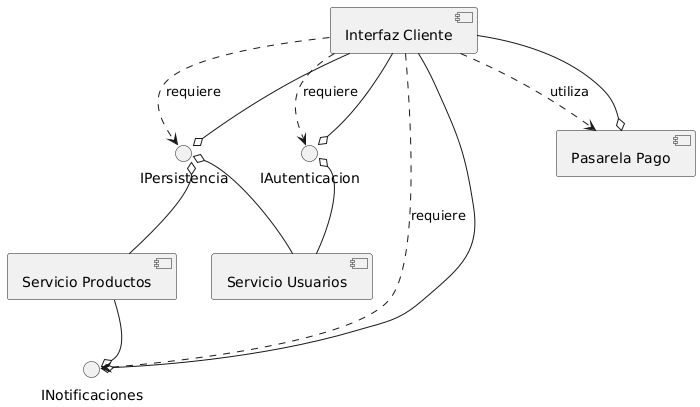 Interfaz Cliente
requiere
requiere
utiliza
IPersistencia
IAutenticacion
Pasarela Pago
requiere
Servicio Productos
Servicio Usuarios
INotificaciones